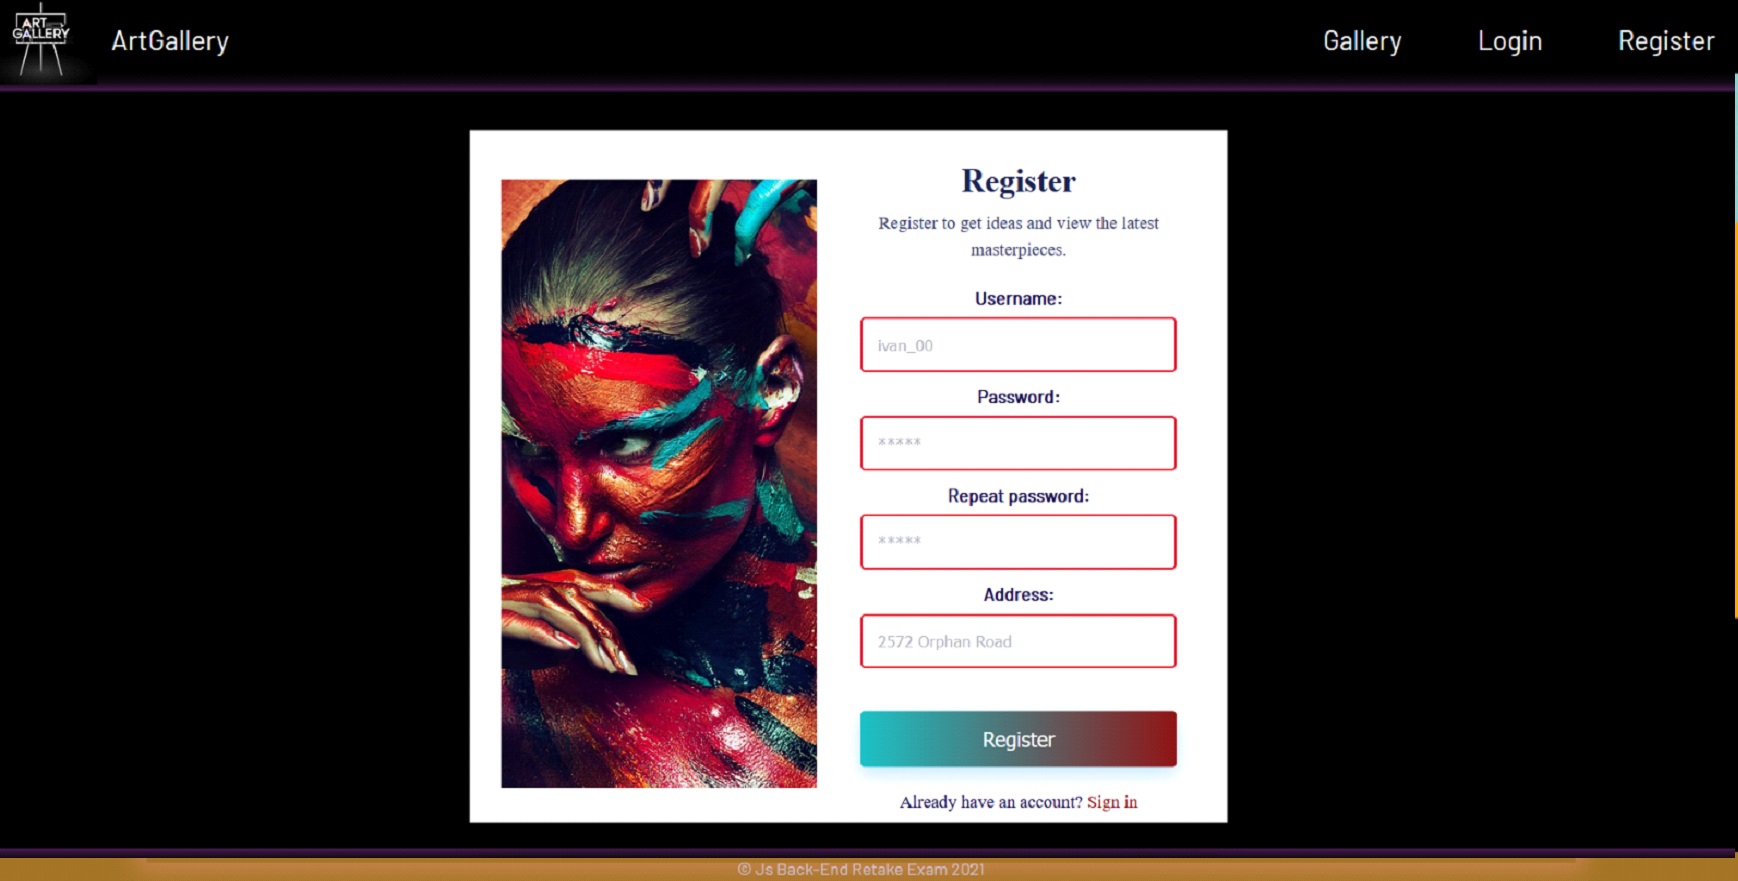 ART
GALLERY
ArtGallery
Gallery
Login
Register
Register
Register to get ideas and view the latest
masterpieces.
Username:
ivan_00
Password:
*****
Repeat password:
*****
Address:
2572 Orphan Road
Register
Already have an account? Sign in
© Js Back-End Retake Exam 2021